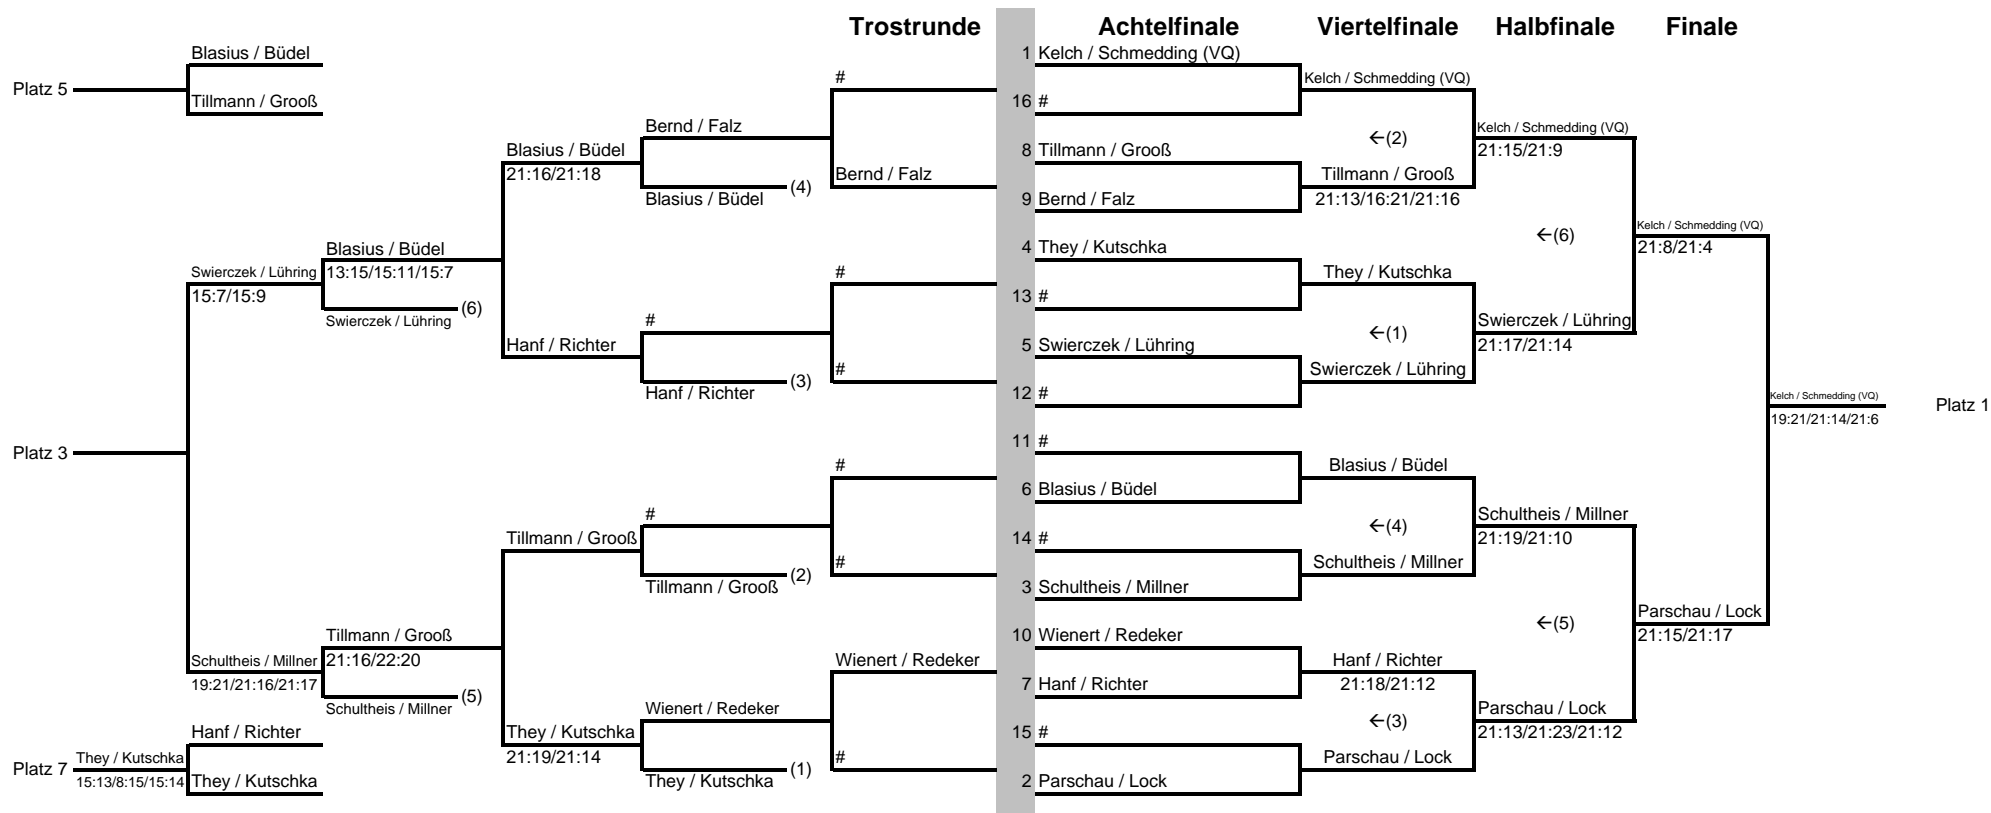 Trostrunde
Achtelfinale
Viertelfinale
Halbfinale
Finale
Blasius / Büdel
Platz 5
Tillmann / Grooß
Platz 3
Swierczek / Lühring
15:7/15:9
Schultheis / Millner
19:21/21:16/21:17
Hanf / Richter
They / Kutschka
Platz 7
15:13/8:15/15:14
They / Kutschka
Blasius / Büdel
13:15/15:11/15:7
(6)
Swierczek / Lühring
Tillmann / Grooß
21:16/22:20
(5)
Schultheis / Millner
Blasius / Büdel
21:16/21:18
Hanf / Richter
Tillmann / Grooß
They / Kutschka
21:19/21:14
Bernd / Falz
(4)
Blasius / Büdel
#
(3)
Hanf / Richter
#
(2)
Tillmann / Grooß
Wienert / Redeker
(1)
They / Kutschka
#
Bernd / Falz
#
#
#
#
Wienert / Redeker
#
1 Kelch / Schmedding (VQ)
16 #
8 Tillmann / Grooß
9 Bernd / Falz
4 They / Kutschka
13 #
5 Swierczek / Lühring
12 #
11 #
6 Blasius / Büdel
14 #
3 Schultheis / Millner
10 Wienert / Redeker
7 Hanf / Richter
15 #
2 Parschau / Lock
Kelch / Schmedding (VQ)
←(2)
Tillmann / Grooß
21:13/16:21/21:16
They / Kutschka
←(1)
Swierczek / Lühring
Blasius / Büdel
←(4)
Schultheis / Millner
Hanf / Richter
21:18/21:12
←(3)
Parschau / Lock
Kelch / Schmedding (VQ)
21:15/21:9
←(6)
Swierczek / Lühring
21:17/21:14
Schultheis / Millner
21:19/21:10
←(5)
Parschau / Lock
21:13/21:23/21:12
Kelch / Schmedding (VQ)
21:8/21:4
Parschau / Lock
21:15/21:17
Kelch / Schmedding (VQ)
19:21/21:14/21:6
Platz 1